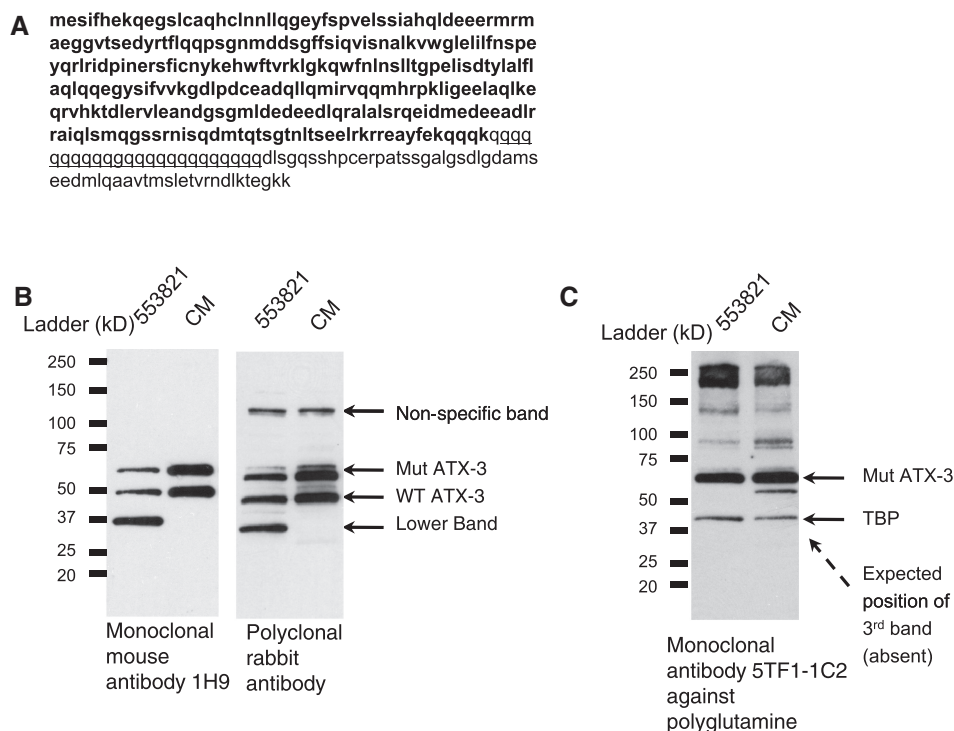 A
mesifhekqegslcaqhclnnllqgeyfspvelssiahqldeeermrm
aeggvtsedyrtflqqpsgnmddsgffsiqvisnalkvwglelilfnspe
yqrlridpinersficnykehwftvrklgkqwfnlnslltgpelisdtylalfl
aqlqqegysifvvkgdlpdceadqllqmirvqqmhrpkligeelaqlke
qrvhktdlervleandgsgmldedeedlqralalsrqeidmedeeadlr
rraiqlsmqgssrnisqdmtqtsgtnltseelrkrreayfekqqqkqqqq
qqqqqqqqqgqqqqqqqqqqdlsgqsshpcerpatssgalgsdlgdams
eedmlqaavtmsletvrndlktegkk
B
Ladder (kD)
553821
CM
553821
CM
250
150
100
75
50
37
25
20
Non-specific band
Mut ATX-3
WT ATX-3
Lower Band
Monoclonal
mouse
antibody 1H9
Polyclonal
rabbit
antibody
C
Ladder (kD)
553821
CM
250
150
100
75
50
37
25
20
Mut ATX-3
TBP
Expected
position of
3rd band
(absent)
Monoclonal
antibody 5TF1-1C2
against
polyglutamine